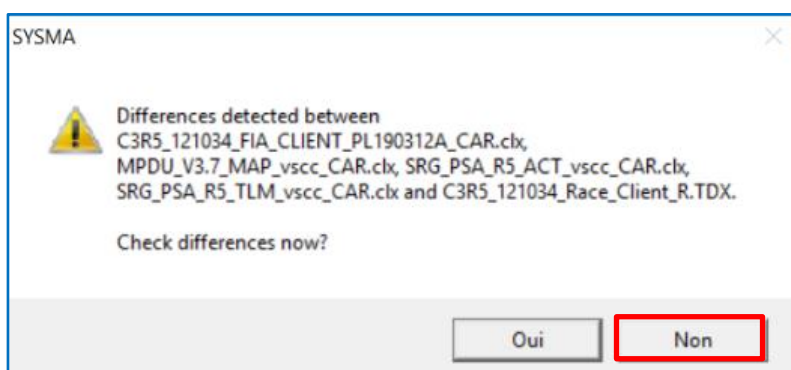 SYSMA
Differences detected between
C3R5_121034_FIA_CLIENT_PL190312A_CAR.clx,
MPDU_V3.7_MAP_vscc_CAR.clx, SRG_PSA_R5_ACT_vscc_CAR.clx,
SRG_PSA_R5_TLM_vscc_CAR.clx and C3R5_121034_Race_Client_R.TDX.
Check differences now?
Oui
Non